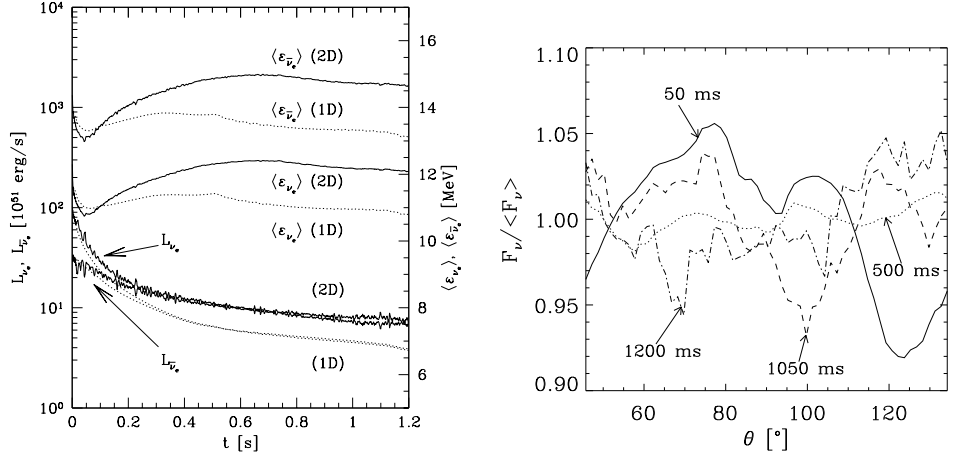 10⁴
10³
10²
10¹
10⁰
L_νₑ, L_ν̄ₑ [10⁵¹ erg/s]
0
0.2
0.4
0.6
0.8
1.0
1.2
t [s]
16
14
12
10
8
6
⟨ε_νₑ⟩, ⟨ε_ν̄ₑ⟩ [MeV]
⟨ε_ν̄ₑ⟩ (2D)
⟨ε_ν̄ₑ⟩ (1D)
⟨ε_νₑ⟩ (2D)
⟨ε_νₑ⟩ (1D)
L_νₑ
(2D)
L_ν̄ₑ
(1D)
F_ν/<F_ν>
1.05
1.00
0.95
0.90
60
80
100
120
θ [°]
50 ms
500 ms
1200 ms
1050 ms